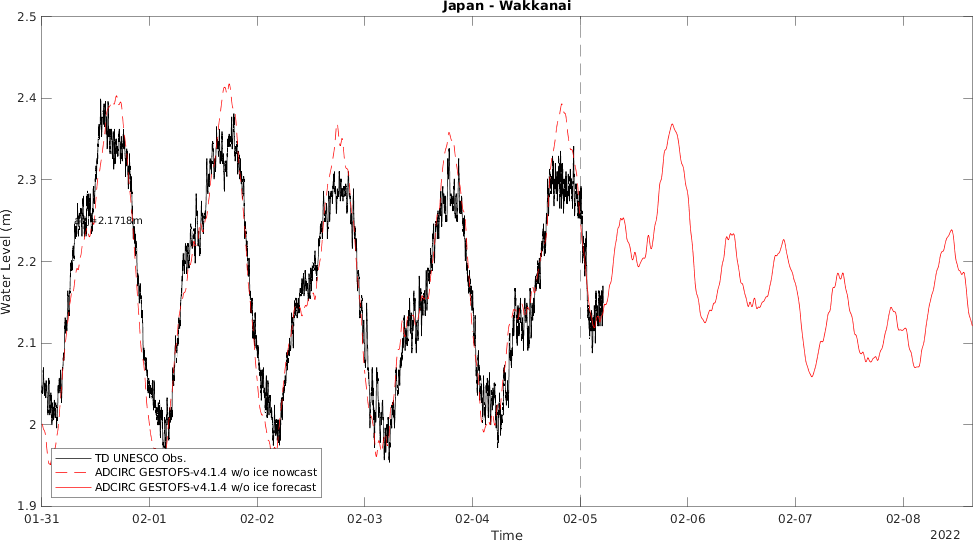 Japan - Wakkanai
2.5
2.4
2.3
2.2
2.1
2
1.9
Water Level (m)
2.1718m
TD UNESCO Obs.
ADCIRC GESTOFS-v4.1.4 w/o ice nowcast
ADCIRC GESTOFS-v4.1.4 w/o ice forecast
01-31 02-01 02-02 02-03 02-04 02-05 02-06 02-07 02-08
Time
2022